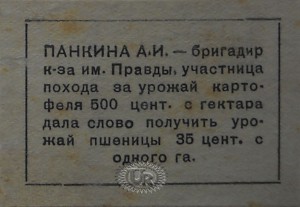 ПАНКИНА А.И. — бригадир
к-за им. Правды, участница
похода за урожай карто-
феля 500 цент. с гектара
дала слово получить уро-
жай пшеницы 35 цент. с
одного га.
UR